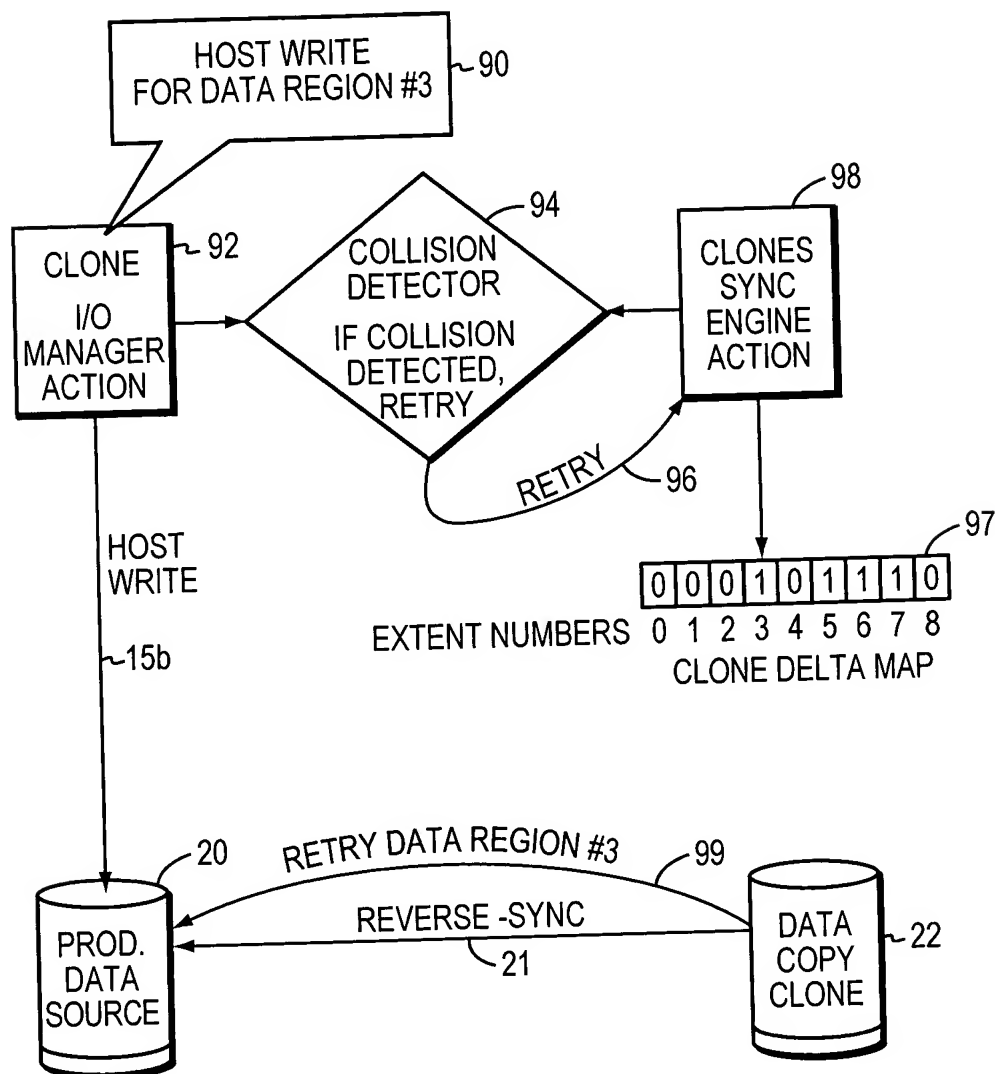 HOST WRITE
FOR DATA REGION #3
90
CLONE
I/O
MANAGER
ACTION
92
COLLISION
DETECTOR
IF COLLISION
DETECTED,
RETRY
94
CLONES
SYNC
ENGINE
ACTION
98
RETRY
96
HOST
WRITE
15b
97
0 0 0 1 0 1 1 1 0
EXTENT NUMBERS 0 1 2 3 4 5 6 7 8
CLONE DELTA MAP
20
RETRY DATA REGION #3
99
REVERSE -SYNC
21
PROD.
DATA
SOURCE
DATA
COPY
CLONE
22